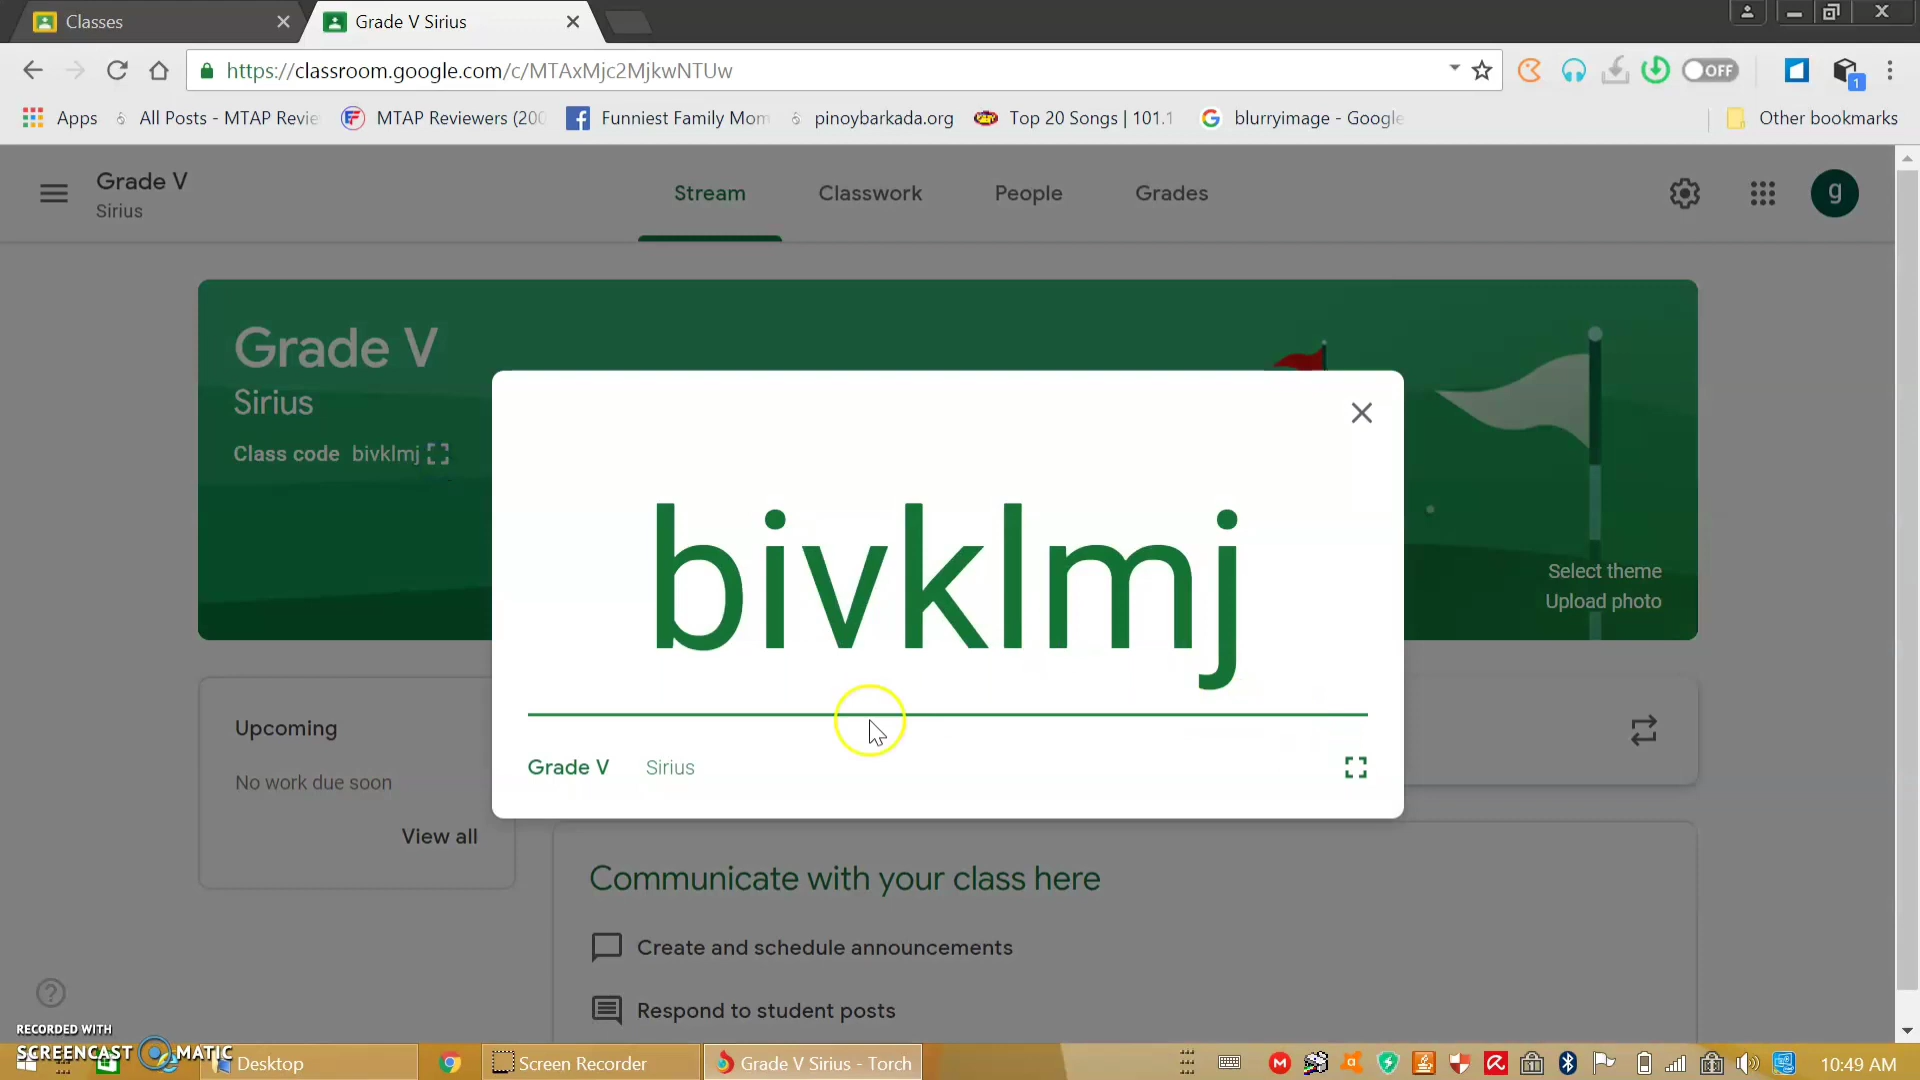 Classes
Grade V Sirius
https://classroom.google.com/c/MTAxMjc2MjkwNTUw
OFF
1
Apps
All Posts - MTAP Revie
MTAP Reviewers (200
Funniest Family Mom
pinoybarkada.org
Top 20 Songs | 101.1
blurryimage - Google
Other bookmarks
Grade V
Sirius
Stream
Classwork
People
Grades
g
Grade V
Sirius
Class code bivklmj
bivklmj
Select theme
Upload photo
Grade V Sirius
Upcoming
No work due soon
View all
Communicate with your class here
Create and schedule announcements
Respond to student posts
RECORDED WITH
SCREENCAST MATIC
Desktop
Screen Recorder
Grade V Sirius - Torch
10:49 AM